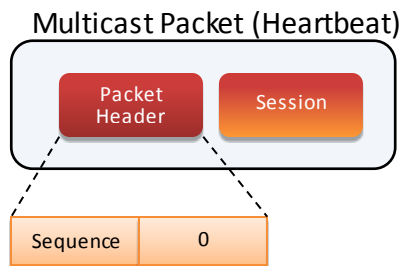 Multicast Packet (Heartbeat)
Packet
Header
Session
Sequence
0